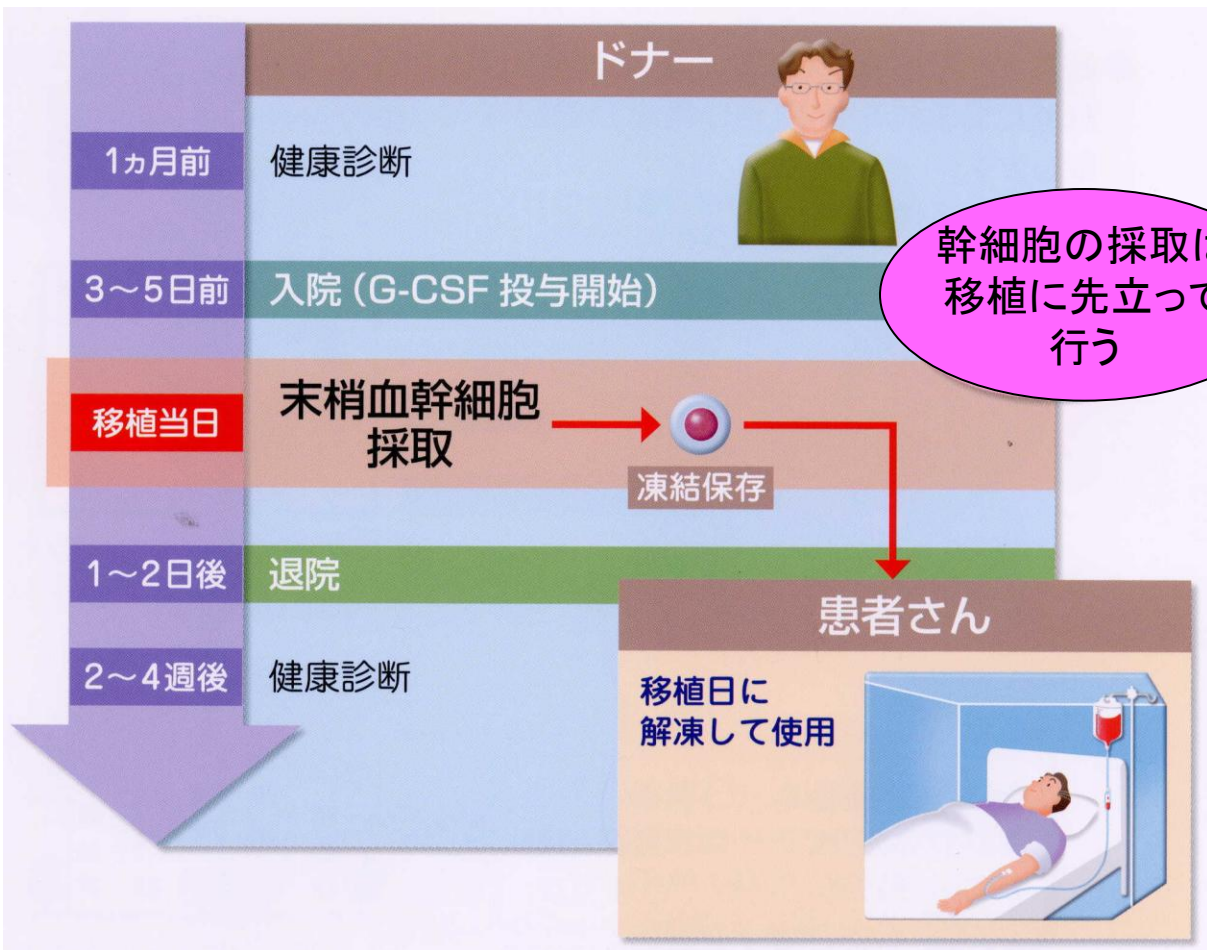 ドナー
1ヵ月前
健康診断
3〜5日前
入院（G-CSF 投与開始）
幹細胞の採取は
移植に先立って
行う
移植当日
末梢血幹細胞
採取
凍結保存
1〜2日後
退院
患者さん
2〜4週後
健康診断
移植日に
解凍して使用